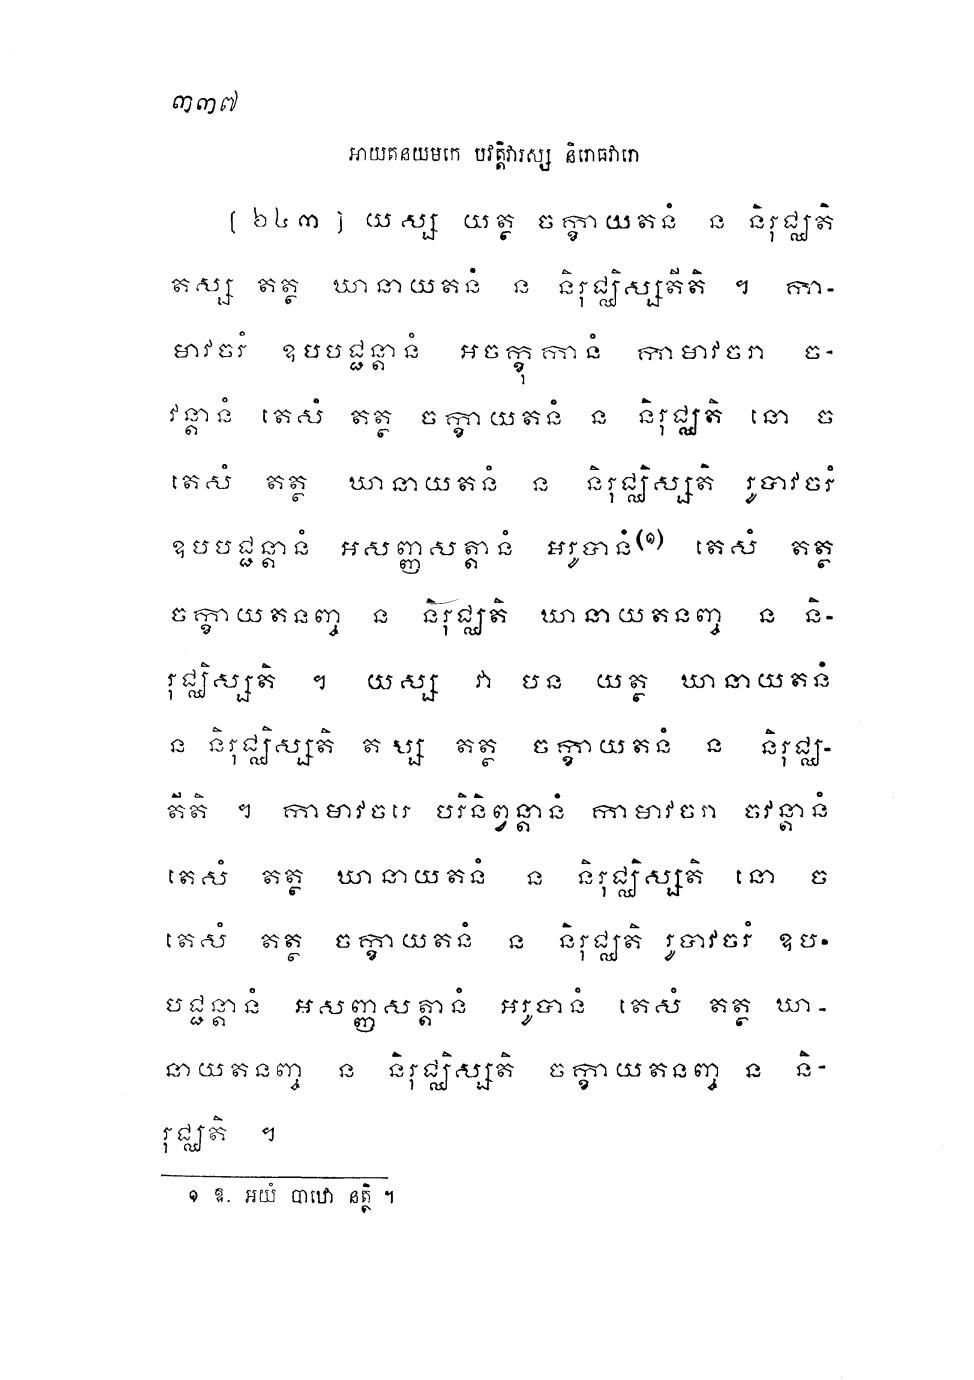 ៣៣៧
អាយតនយមកេ បវត្តិវារស្ស និរោធវារោ
[ ៦៤៣ ] យស្ស យត្ថ ចក្ខាយតនំ ន និរុជ្ឈតិ
តស្ស តត្ថ ឃានាយតនំ ន និរុជ្ឈិស្សតីតិ ។ កា-
មាវចរំ ឧបបជ្ជន្តានំ អចក្ខុកានំ កាមាវចរា ច-
វន្តានំ តេសំ តត្ថ ចក្ខាយតនំ ន និរុជ្ឈតិ នោ ច
តេសំ តត្ថ ឃានាយតនំ ន និរុជ្ឈិស្សតិ រូបាវចរំ
ឧបបជ្ជន្តានំ អសញ្ញសត្តានំ អរូបានំ(១) តេសំ តត្ថ
ចក្ខាយតនញ្ច ន និរុជ្ឈតិ ឃានាយតនញ្ច ន និ-
រុជ្ឈិស្សតិ ។ យស្ស វា បន យត្ថ ឃានាយតនំ
ន និរុជ្ឈិស្សតិ តស្ស តត្ថ ចក្ខាយតនំ ន និរុជ្ឈ-
តីតិ ។ កាមាវចរេ បរិនិព្វន្តានំ កាមាវចរា ចវន្តានំ
តេសំ តត្ថ ឃានាយតនំ ន និរុជ្ឈិស្សតិ នោ ច
តេសំ តត្ថ ចក្ខាយតនំ ន និរុជ្ឈតិ រូបាវចរំ ឧប-
បជ្ជន្តានំ អសញ្ញសត្តានំ អរូបានំ តេសំ តត្ថ ឃា-
នាយតនញ្ច ន និរុជ្ឈិស្សតិ ចក្ខាយតនញ្ច ន និ-
រុជ្ឈតិ ។
១ ឱ. អយំ បាឋោ នត្ថិ ។